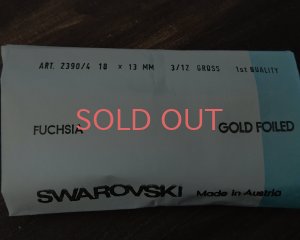 ART. 2390/4 18 × 13 MM 3/12 GROSS 1st QUALITY
SOLD OUT
FUCHSIA GOLD FOILED
SWAROVSKI Made in Austria